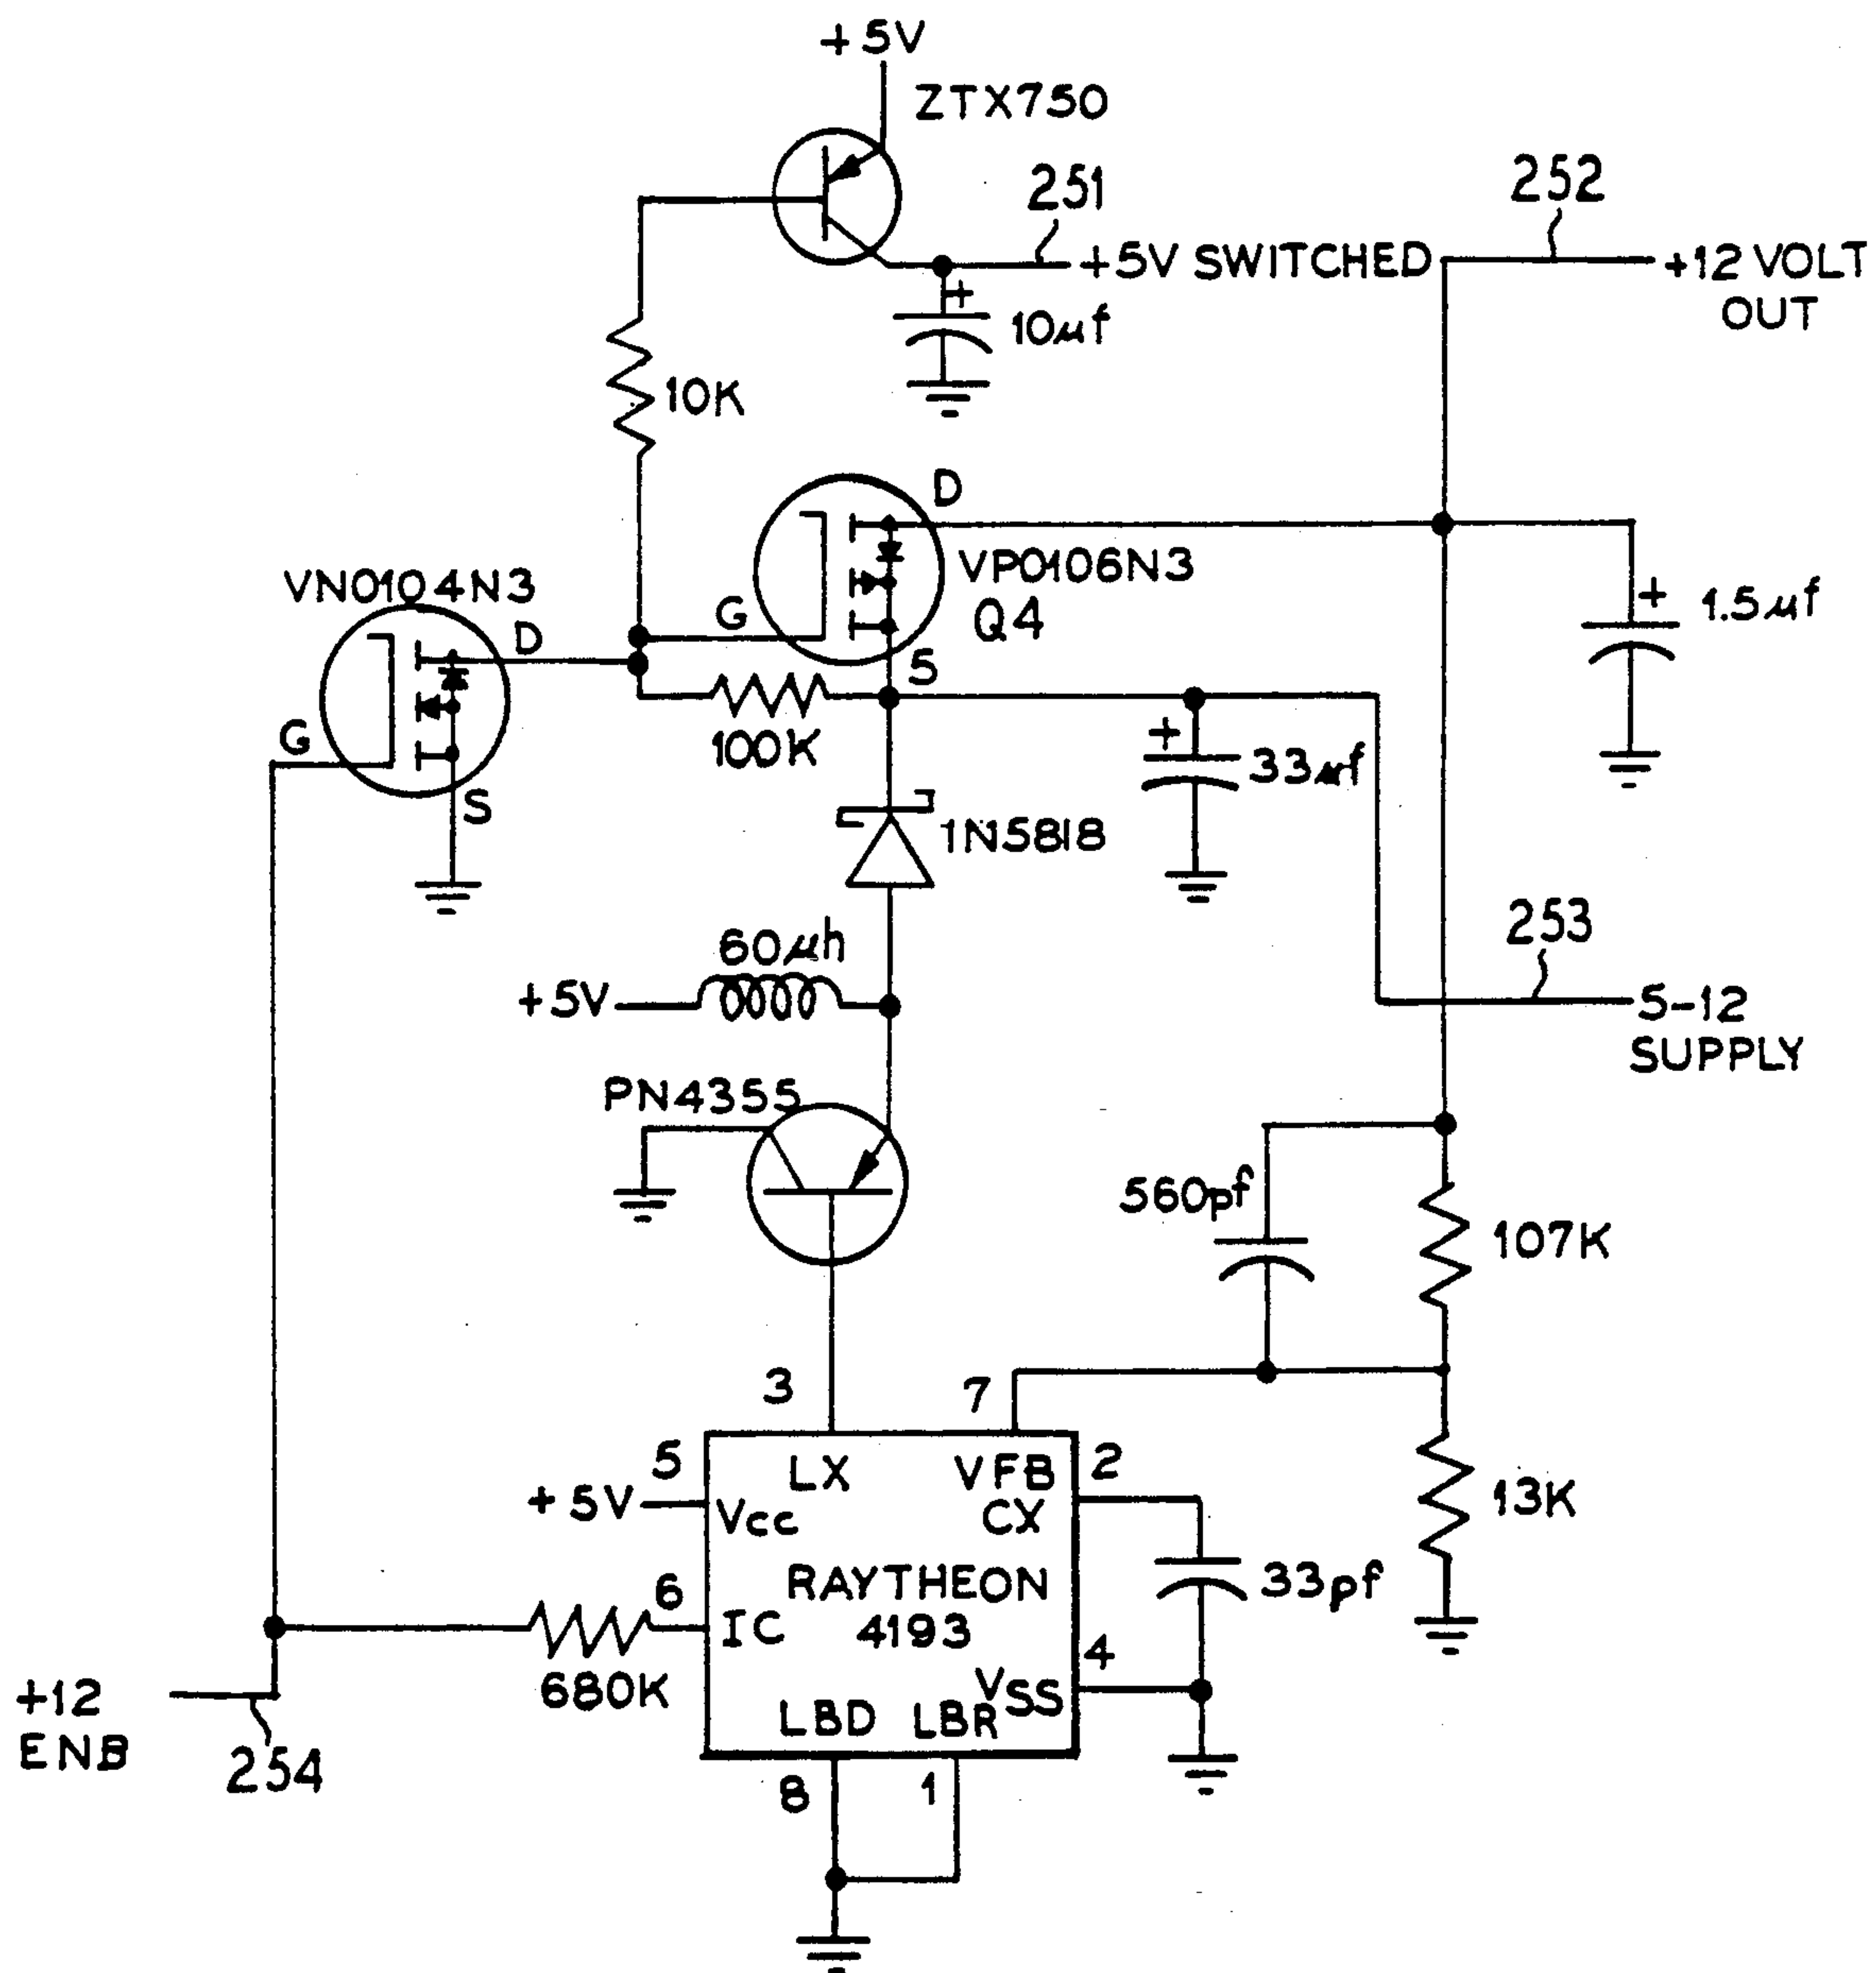 +5V
ZTX750
251
+5V SWITCHED
252
+12 VOLT
OUT
10µf
10K
D
VP0106N3
Q4
G
S
VN0104N3
D
G
S
100K
33µf
1.5µf
1N5818
60µh
+5V
253
5-12
SUPPLY
PN4355
560pf
107K
3
7
5
+5V
LX
VFB
2
Vcc
CX
13K
RAYTHEON
4193
33pf
6
IC
680K
4
VSS
LBD
LBR
+12
ENB
254
8
1